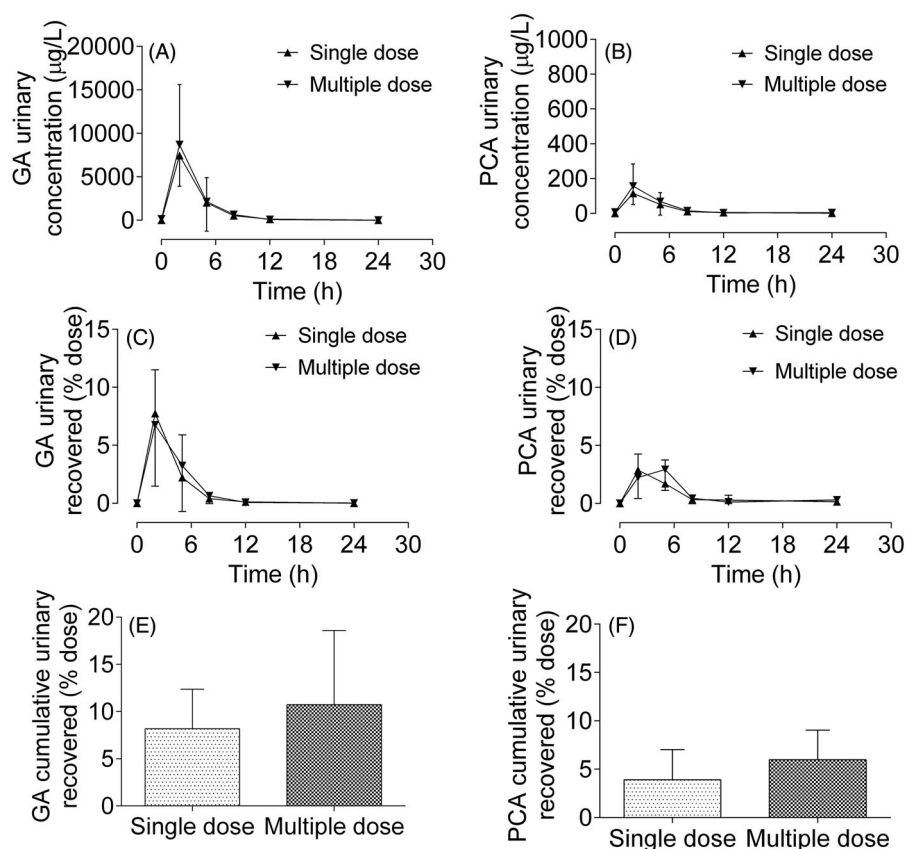 (A)
GA urinary
concentration (μg/L)
20000
15000
10000
5000
0
Single dose
Multiple dose
0 6 12 18 24 30
Time (h)
(B)
PCA urinary
concentration (μg/L)
1000
800
600
400
200
0
Single dose
Multiple dose
0 6 12 18 24 30
Time (h)
(C)
GA urinary
recovered (% dose)
15
10
5
0
Single dose
Multiple dose
0 6 12 18 24 30
Time (h)
(D)
PCA urinary
recovered (% dose)
15
10
5
0
Single dose
Multiple dose
0 6 12 18 24 30
Time (h)
(E)
GA cumulative urinary
recovered (% dose)
20
15
10
5
0
Single dose Multiple dose
(F)
PCA cumulative urinary
recovered (% dose)
20
15
10
5
0
Single dose Multiple dose